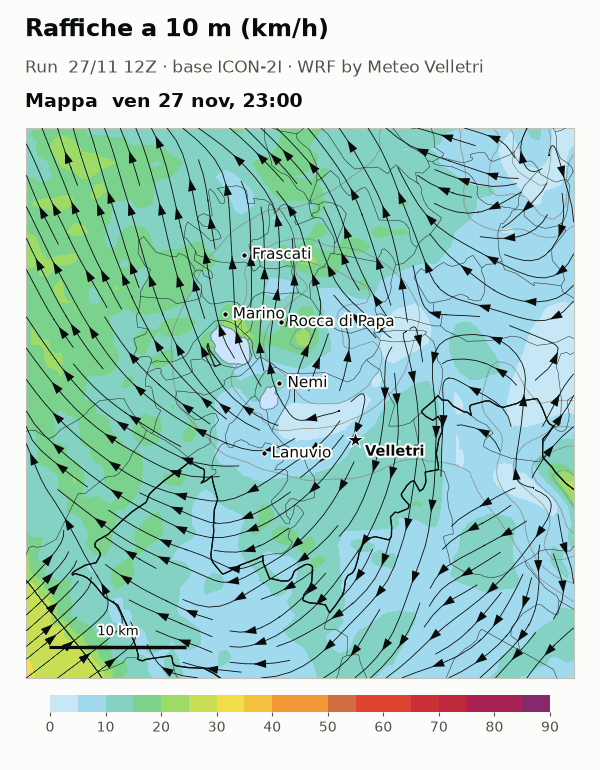 Raffiche a 10 m (km/h)
Run  27/11 12Z · base ICON-2I · WRF by Meteo Velletri
Mappa  ven 27 nov, 23:00
Frascati
Marino
Rocca di Papa
Nemi
Velletri
Lanuvio
10 km
0 10 20 30 40 50 60 70 80 90